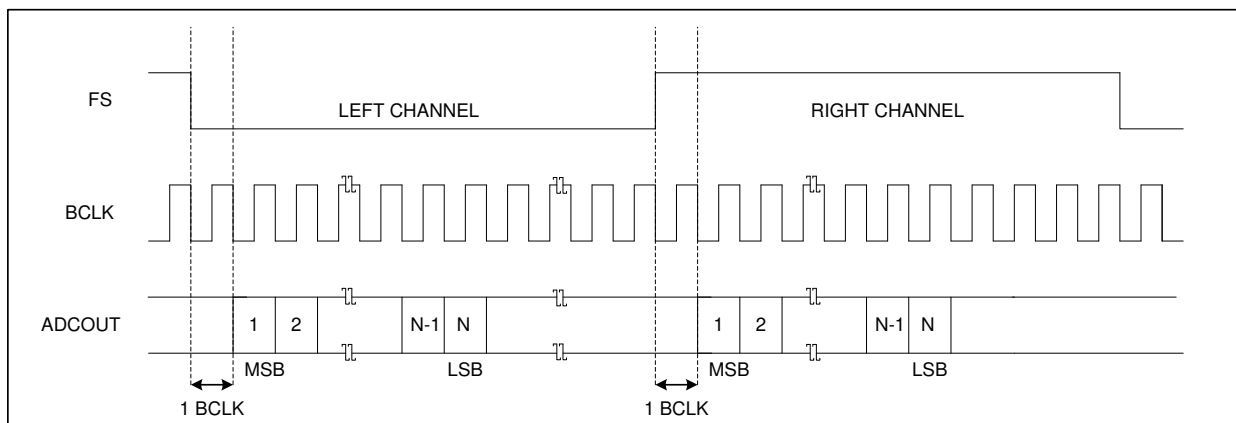 FS
LEFT CHANNEL
RIGHT CHANNEL
BCLK
ADCOUT
1 2 N-1 N 1 2 N-1 N
MSB LSB MSB LSB
1 BCLK 1 BCLK